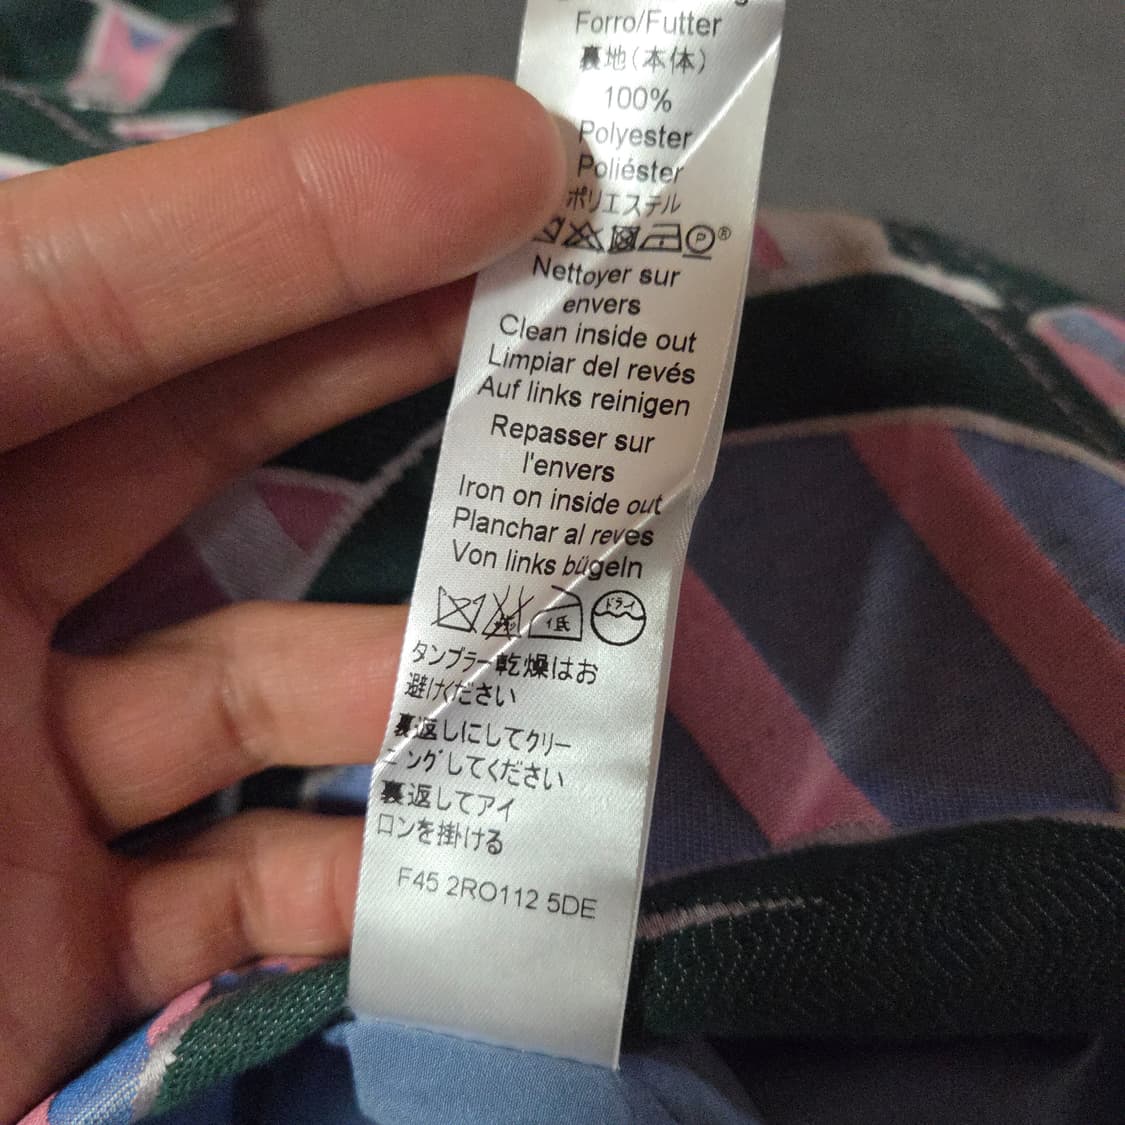 Forro/Futter
裏地(本体)
100%
Polyester
Poliéster
ポリエステル
P®
Nettoyer sur
envers
Clean inside out
Limpiar del revés
Auf links reinigen
Repasser sur
l'envers
Iron on inside out
Planchar al reves
Von links bügeln
低 ドライ
タンブラー乾燥はお
避けください
裏返しにしてクリー
ニングしてください
裏返してアイ
ロンを掛ける
F45 2RO112 5DE